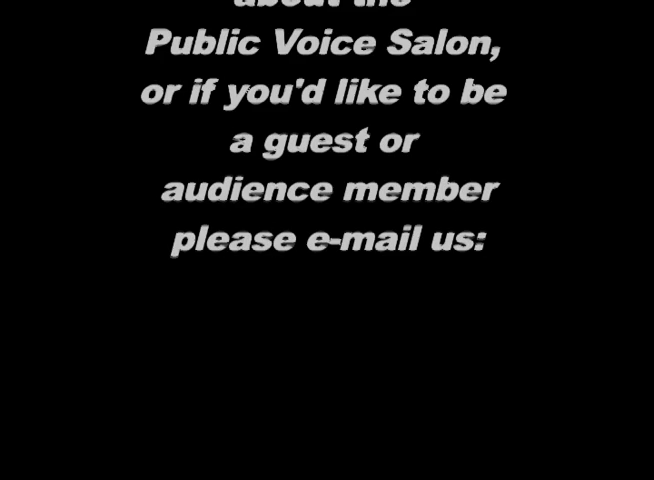 about the
Public Voice Salon,
or if you'd like to be
a guest or
audience member
please e-mail us: